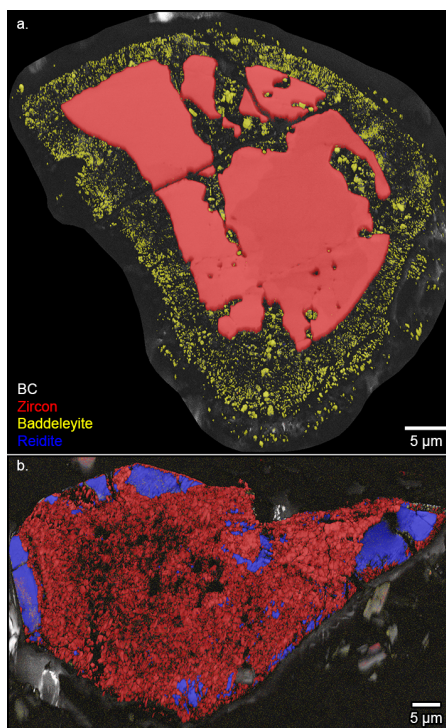 a.
BC
Zircon
Baddeleyite
Reidite
5 µm
b.
5 µm